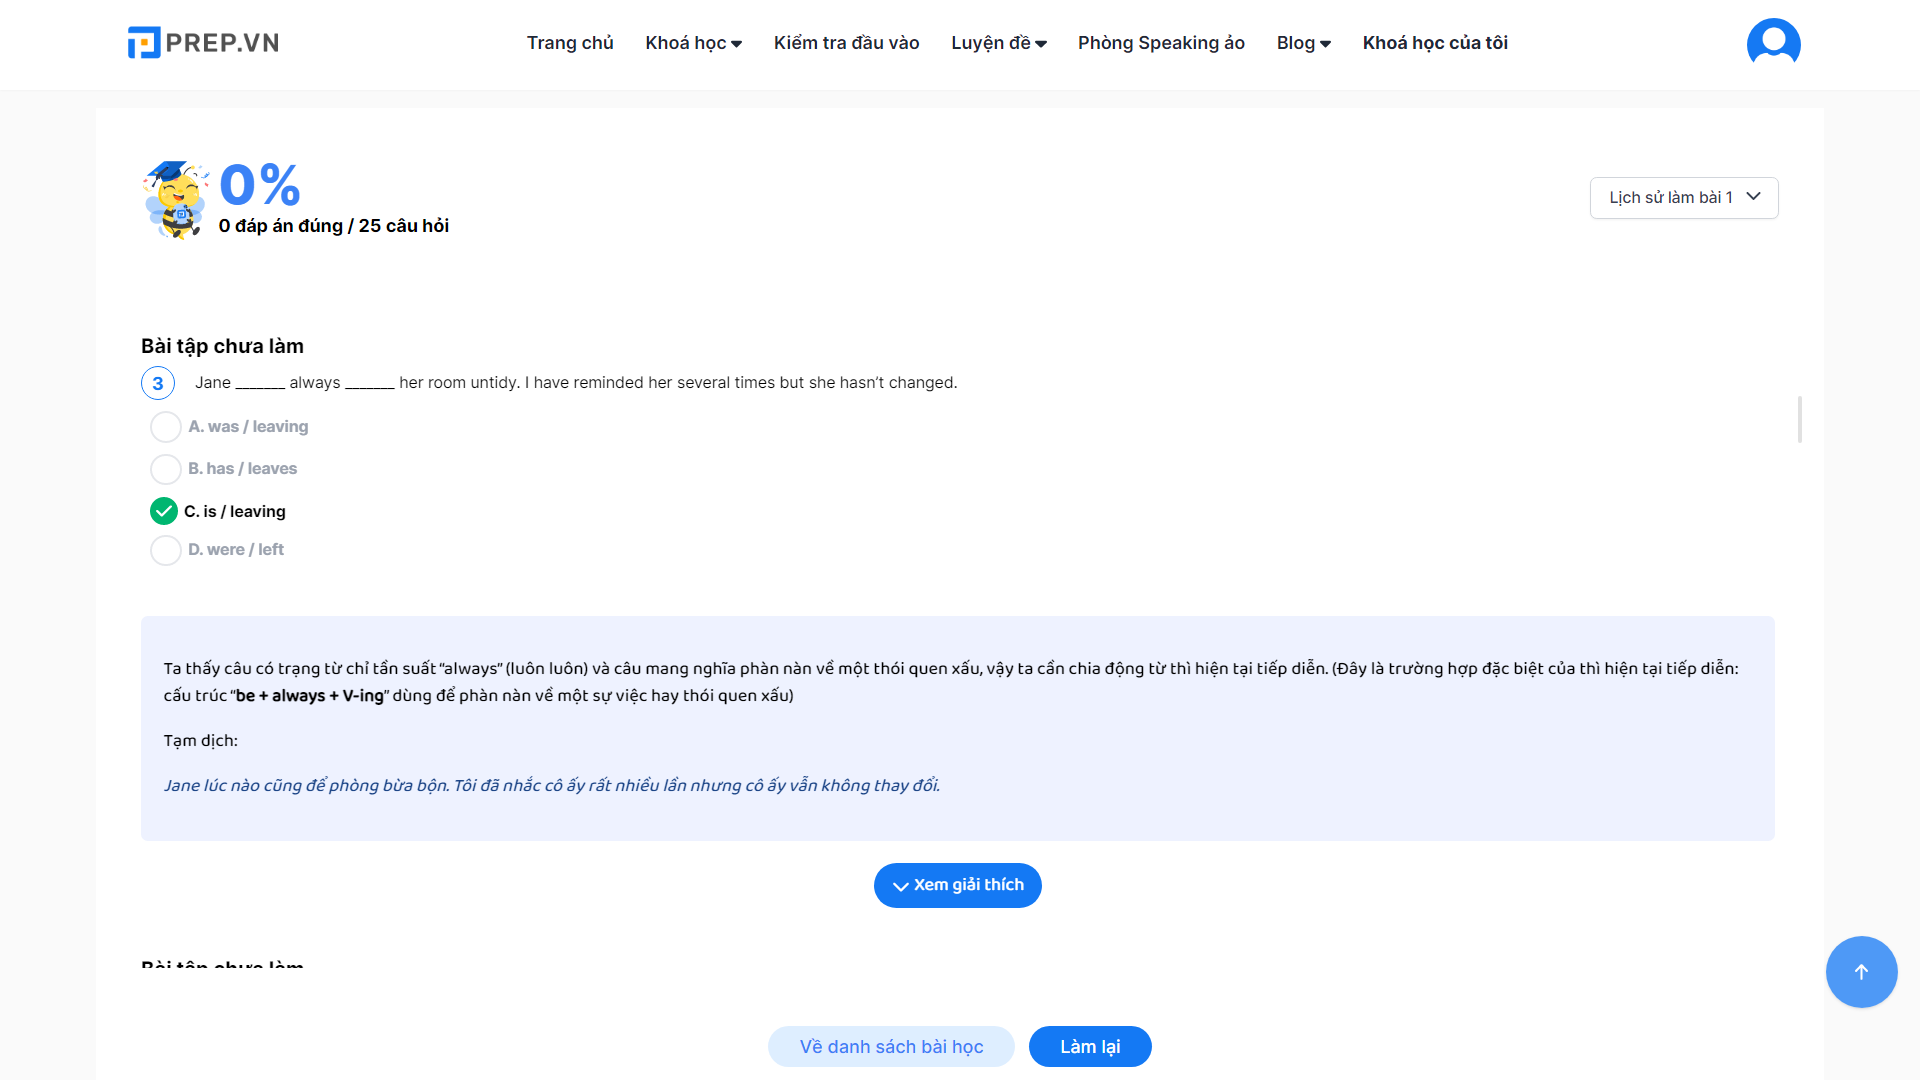 PREP.VN
Trang chủ Khoá học Kiểm tra đầu vào Luyện đề Phòng Speaking ảo Blog Khoá học của tôi
0%
0 đáp án đúng / 25 câu hỏi
Lịch sử làm bài 1
Bài tập chưa làm
3 Jane _______ always _______ her room untidy. I have reminded her several times but she hasn’t changed.
A. was / leaving
B. has / leaves
C. is / leaving
D. were / left
Ta thấy câu có trạng từ chỉ tần suất “always” (luôn luôn) và câu mang nghĩa phàn nàn về một thói quen xấu, vậy ta cần chia động từ thì hiện tại tiếp diễn. (Đây là trường hợp đặc biệt của thì hiện tại tiếp diễn:
cấu trúc “be + always + V-ing” dùng để phàn nàn về một sự việc hay thói quen xấu)
Tạm dịch:
Jane lúc nào cũng để phòng bừa bộn. Tôi đã nhắc cô ấy rất nhiều lần nhưng cô ấy vẫn không thay đổi.
Xem giải thích
Bài tập chưa làm
Về danh sách bài học Làm lại